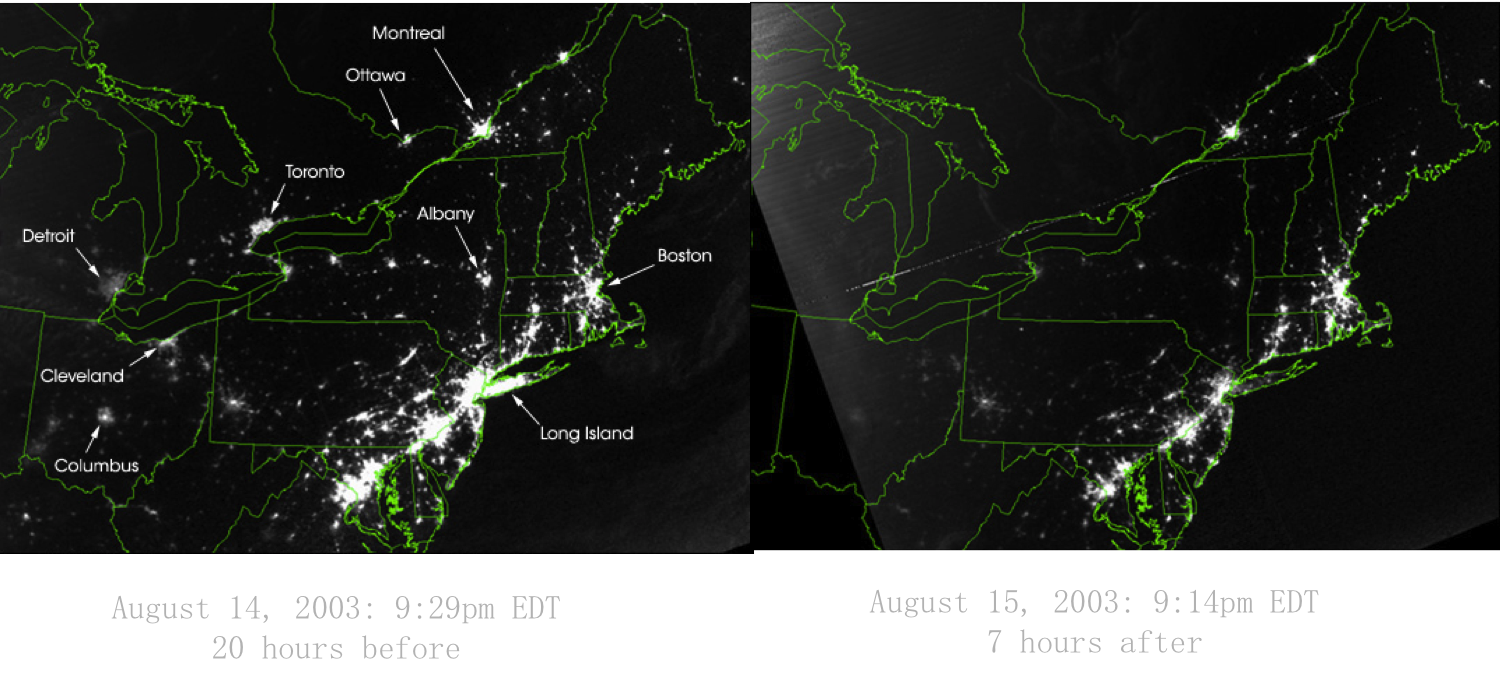 Montreal
Ottawa
Toronto
Albany
Detroit
Boston
Cleveland
Long Island
Columbus
August 14, 2003: 9:29pm EDT
20 hours before
August 15, 2003: 9:14pm EDT
7 hours after